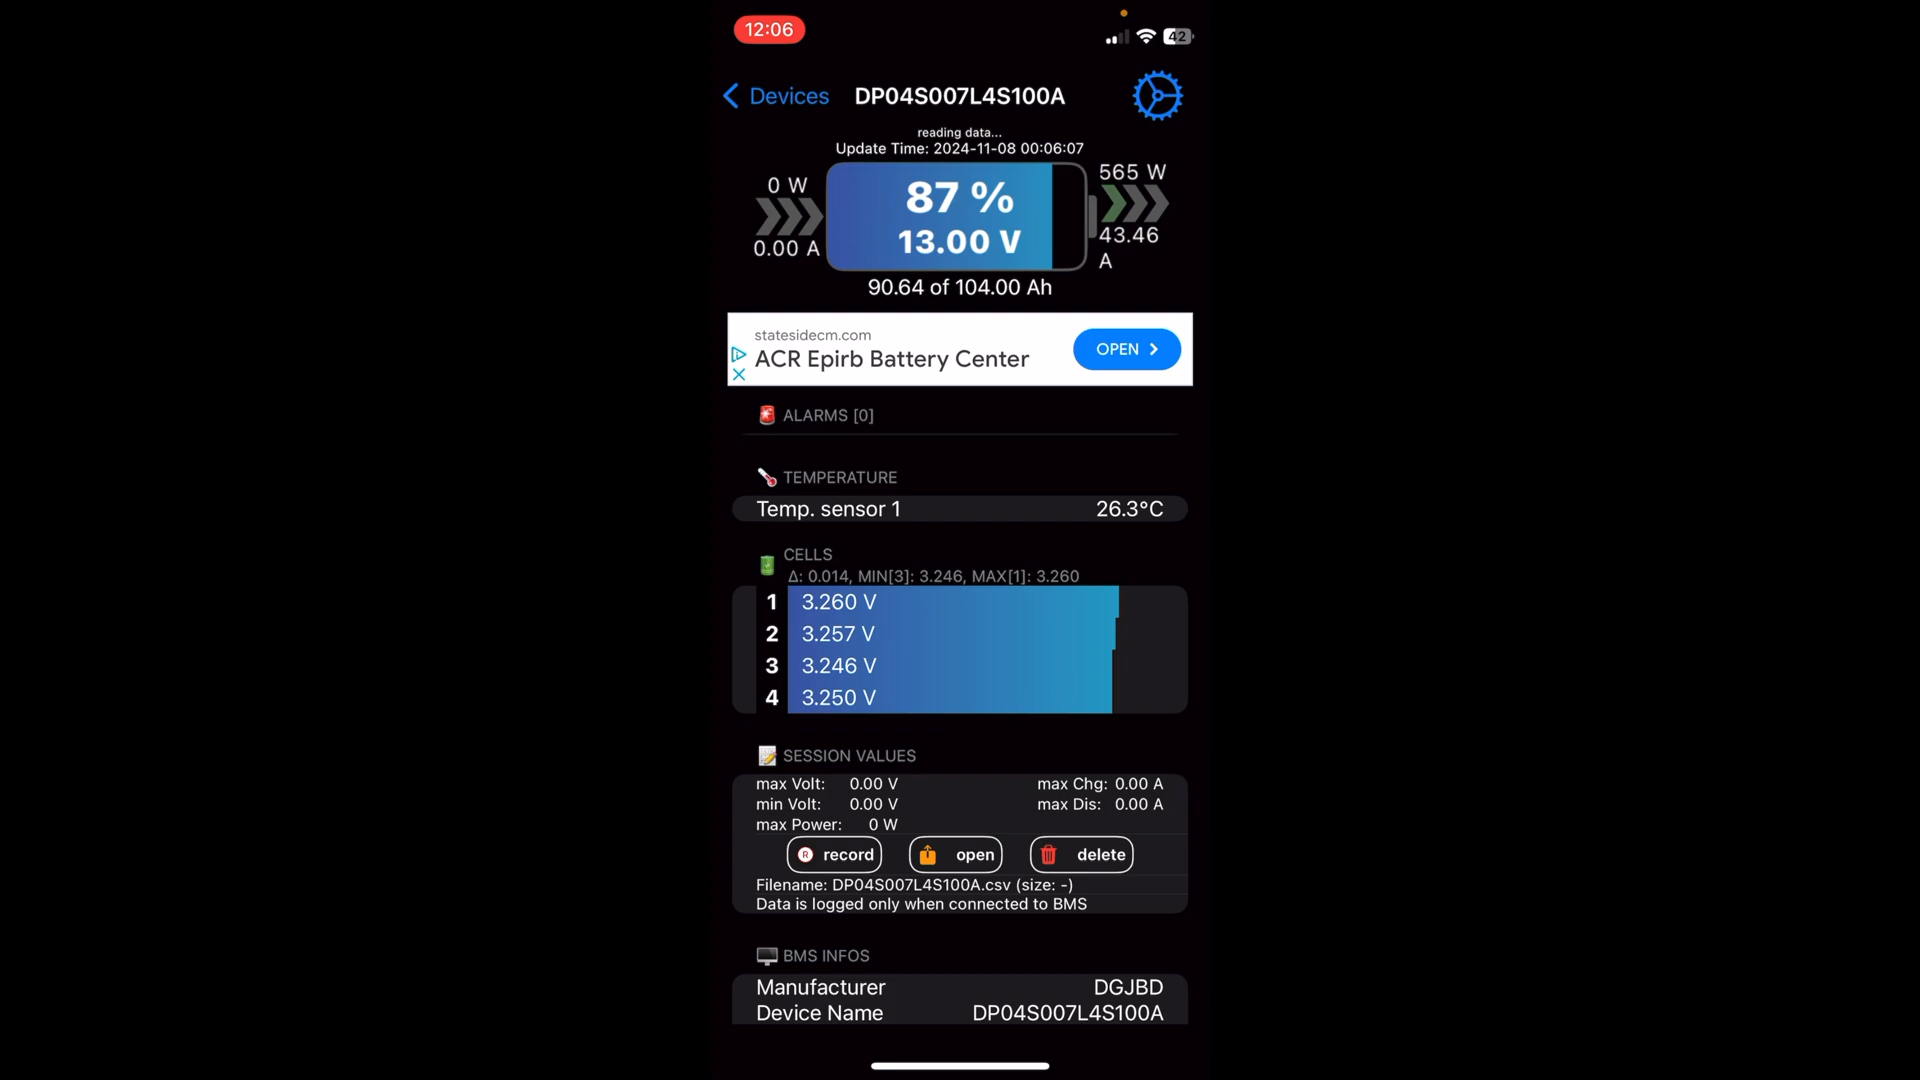 12:06
42
Devices
DP04S007L4S100A
reading data...
Update Time: 2024-11-08 00:06:07
0 W
0.00 A
87 %
13.00 V
565 W
43.46
A
90.64 of 104.00 Ah
statesidecm.com
ACR Epirb Battery Center
OPEN
ALARMS [0]
TEMPERATURE
Temp. sensor 1 26.3°C
CELLS
Δ: 0.014, MIN[3]: 3.246, MAX[1]: 3.260
1 3.260 V
2 3.257 V
3 3.246 V
4 3.250 V
SESSION VALUES
max Volt: 0.00 V max Chg: 0.00 A
min Volt: 0.00 V max Dis: 0.00 A
max Power: 0 W
R record open delete
Filename: DP04S007L4S100A.csv (size: -)
Data is logged only when connected to BMS
BMS INFOS
Manufacturer DGJBD
Device Name DP04S007L4S100A